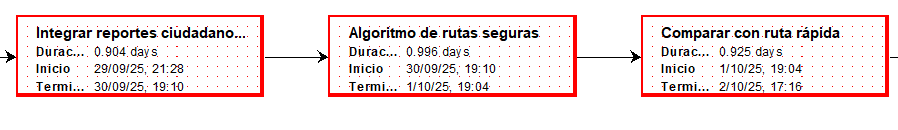 Integrar reportes ciudadano...
Durac... 0.904 days
Inicio 29/09/25, 21:28
Termi... 30/09/25, 19:10
Algoritmo de rutas seguras
Durac... 0.996 days
Inicio 30/09/25, 19:10
Termi... 1/10/25, 19:04
Comparar con ruta rápida
Durac... 0.925 days
Inicio 1/10/25, 19:04
Termi... 2/10/25, 17:16